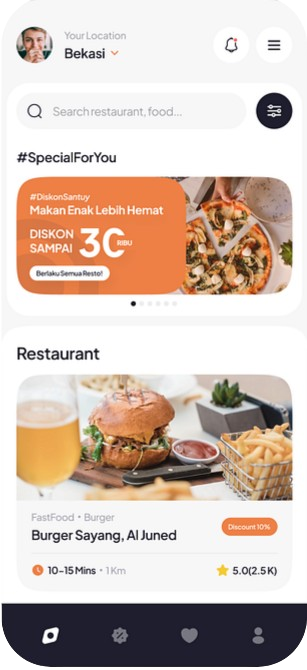 Your Location
Bekasi
Search restaurant, food...
#SpecialForYou
#DiskonSantuy
Makan Enak Lebih Hemat
DISKON
SAMPAI 30 RIBU
Berlaku Semua Resto!
Restaurant
FastFood • Burger
Burger Sayang, Al Juned
Discount 10%
10-15 Mins • 1 Km
5.0(2.5 K)